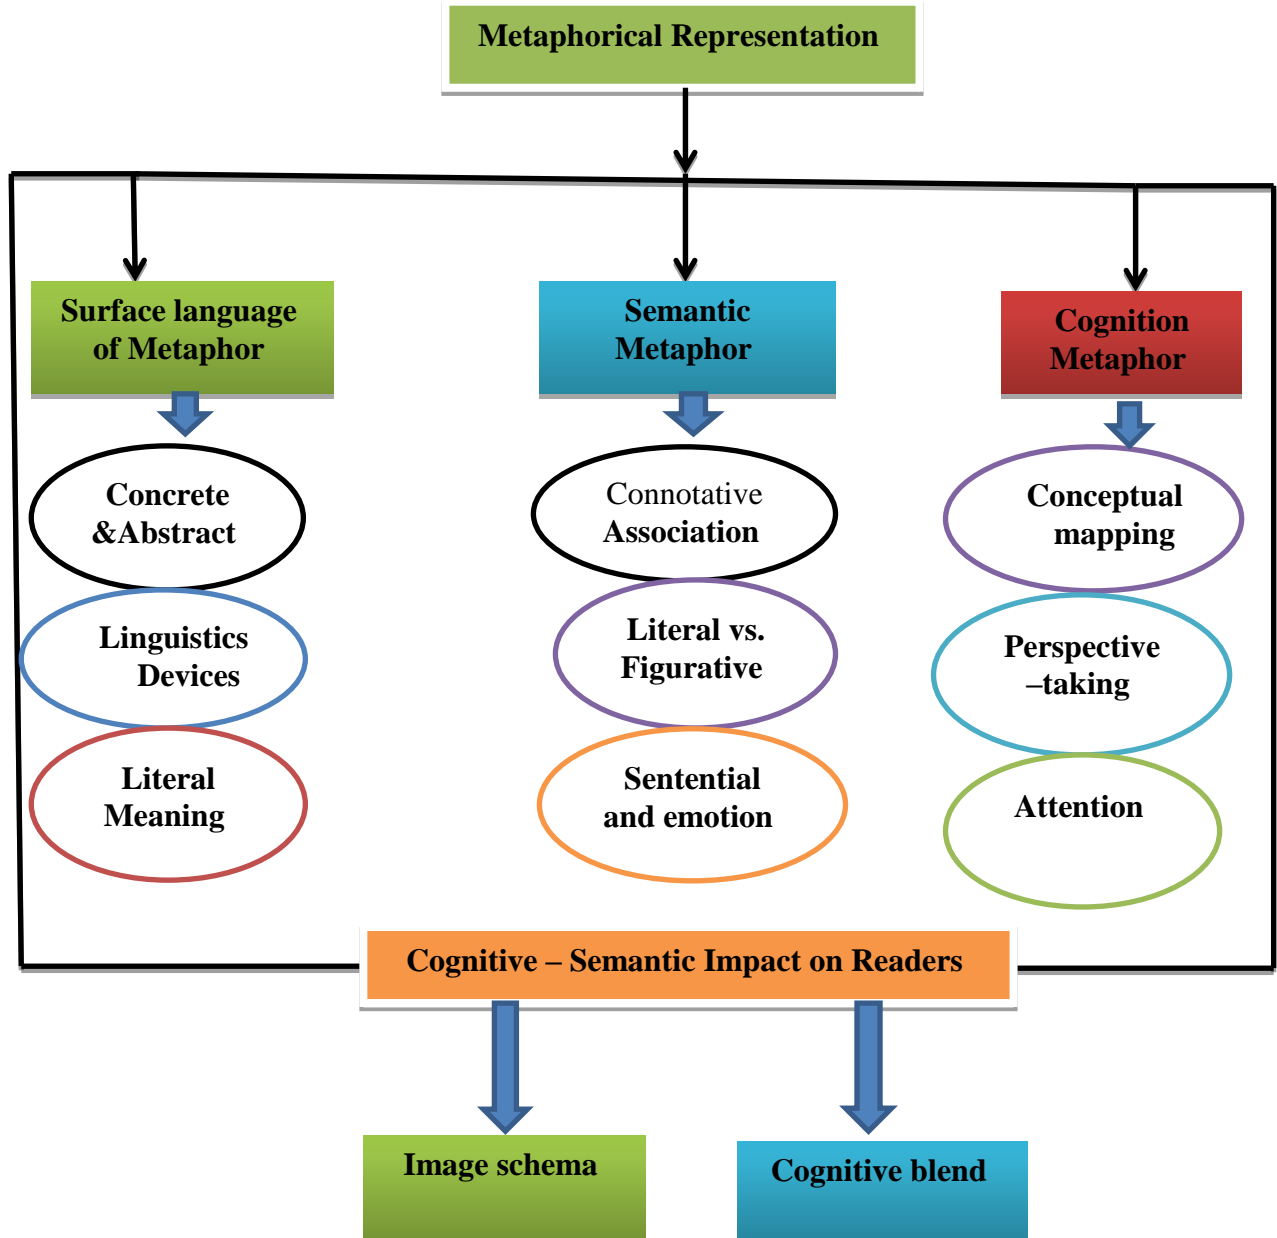 Metaphorical Representation
Surface language
of Metaphor
Semantic
Metaphor
Cognition
Metaphor
Concrete
&Abstract
Connotative
Association
Conceptual
mapping
Linguistics
Devices
Literal vs.
Figurative
Perspective
–taking
Literal
Meaning
Sentential
and emotion
Attention
Cognitive – Semantic Impact on Readers
Image schema
Cognitive blend